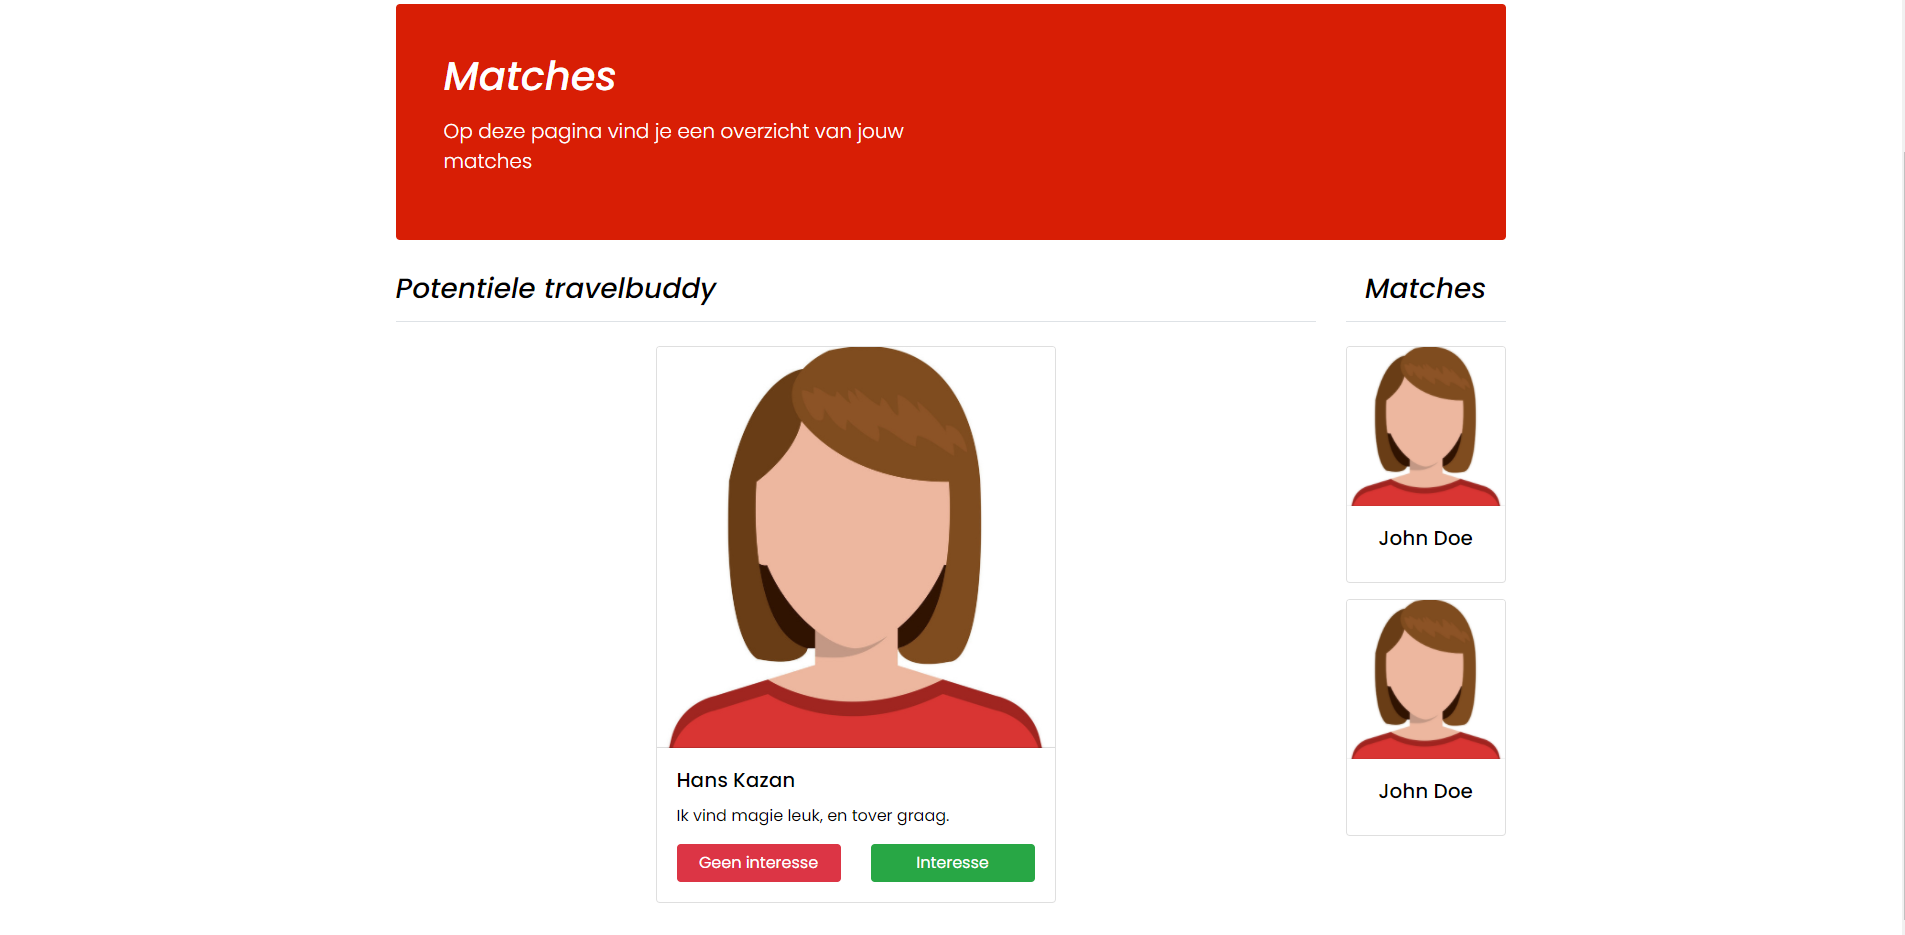 Matches
Op deze pagina vind je een overzicht van jouw
matches
Potentiele travelbuddy
Matches
Hans Kazan
Ik vind magie leuk, en tover graag.
Geen interesse
Interesse
John Doe
John Doe